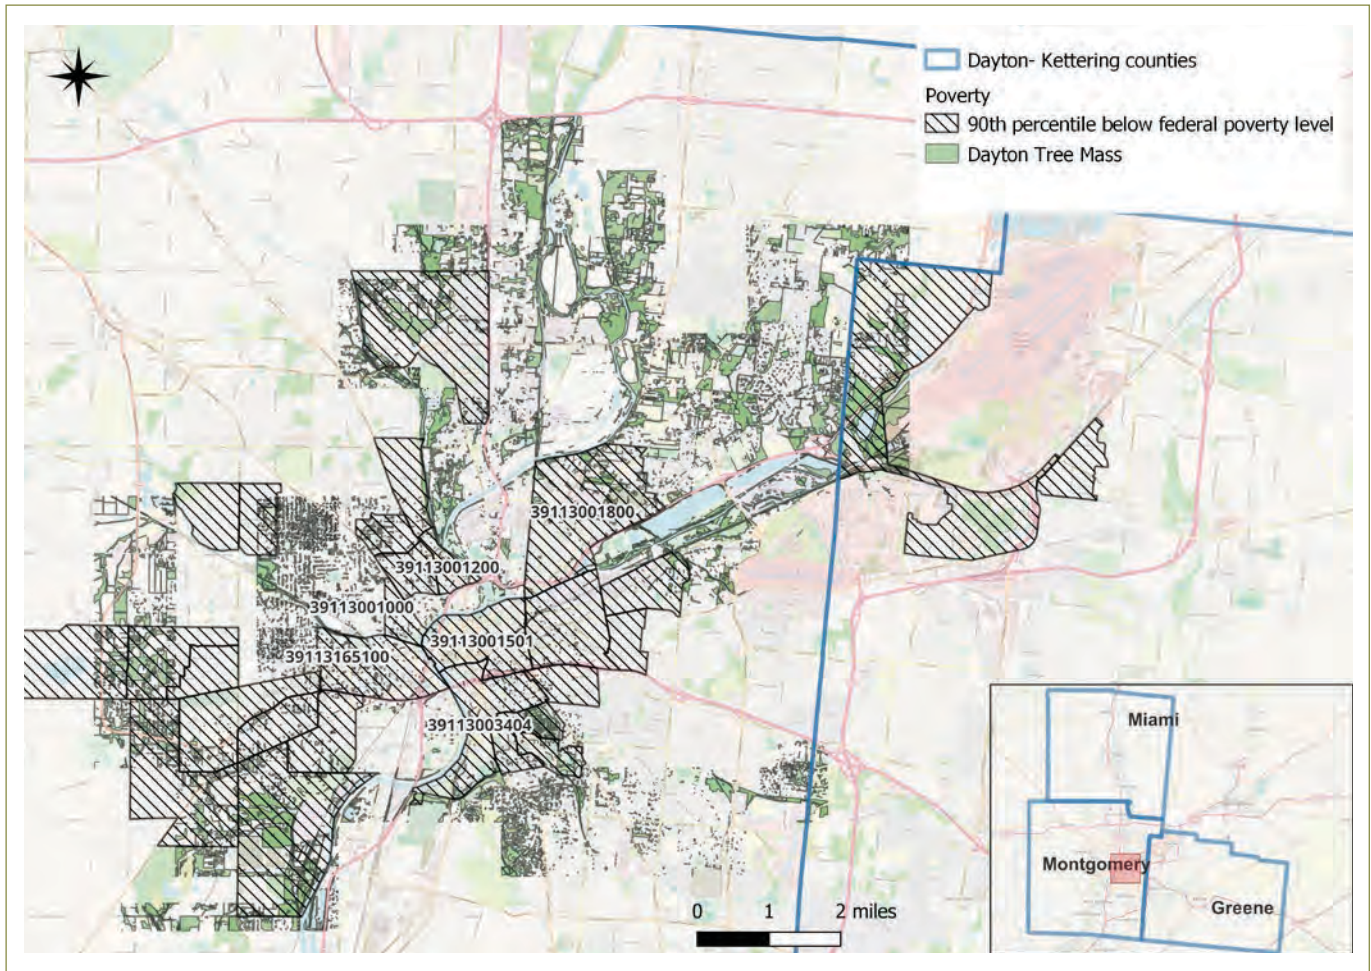 Dayton- Kettering counties
Poverty
90th percentile below federal poverty level
Dayton Tree Mass
39113001800
39113001200
39113001000
39113001501
39113165100
39113003404
0 1 2 miles
Miami
Montgomery
Greene